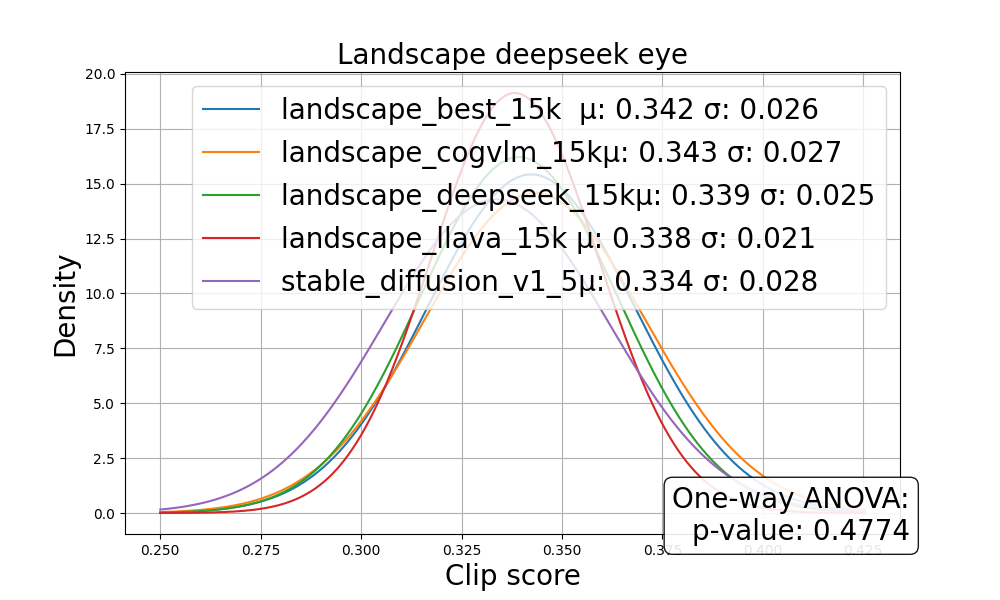 Landscape deepseek eye
20.0
17.5
15.0
12.5
10.0
7.5
5.0
2.5
0.0
Density
landscape_best_15k  μ: 0.342 σ: 0.026
landscape_cogvlm_15kμ: 0.343 σ: 0.027
landscape_deepseek_15kμ: 0.339 σ: 0.025
landscape_llava_15k μ: 0.338 σ: 0.021
stable_diffusion_v1_5μ: 0.334 σ: 0.028
One-way ANOVA:
p-value: 0.4774
0.250 0.275 0.300 0.325 0.350 0.375 0.400 0.425
Clip score